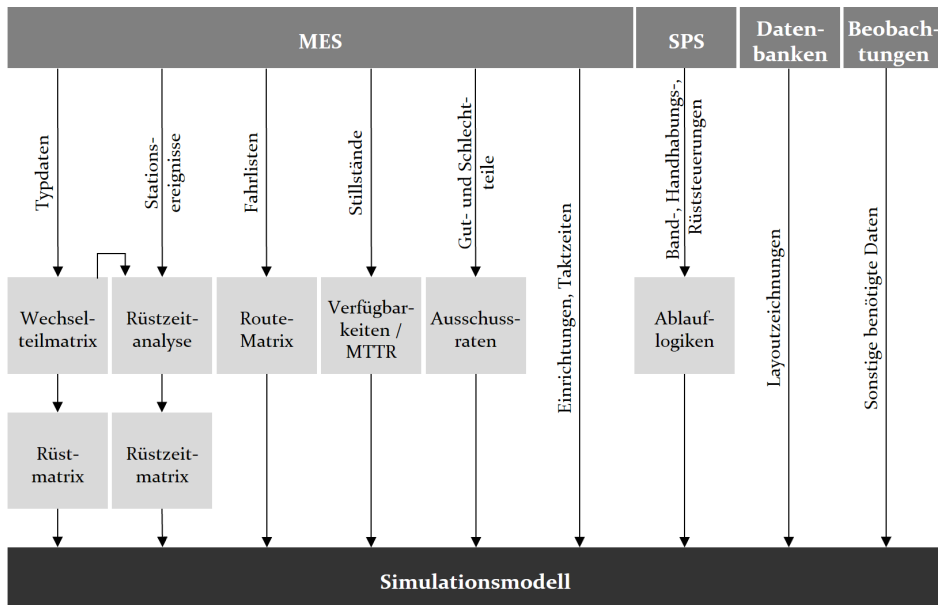 MES
SPS
Daten-
banken
Beobach-
tungen
Typdaten
Stations-
ereignisse
Fahrlisten
Stillstände
Gut- und Schlecht-
teile
Einrichtungen, Taktzeiten
Band-, Handhabungs-,
Rüststeuerungen
Layoutzeichnungen
Sonstige benötigte Daten
Wechsel-
teilmatrix
Rüstzeit-
analyse
Route-
Matrix
Verfügbar-
keiten /
MTTR
Ausschuss-
raten
Ablauf-
logiken
Rüst-
matrix
Rüstzeit-
matrix
Simulationsmodell